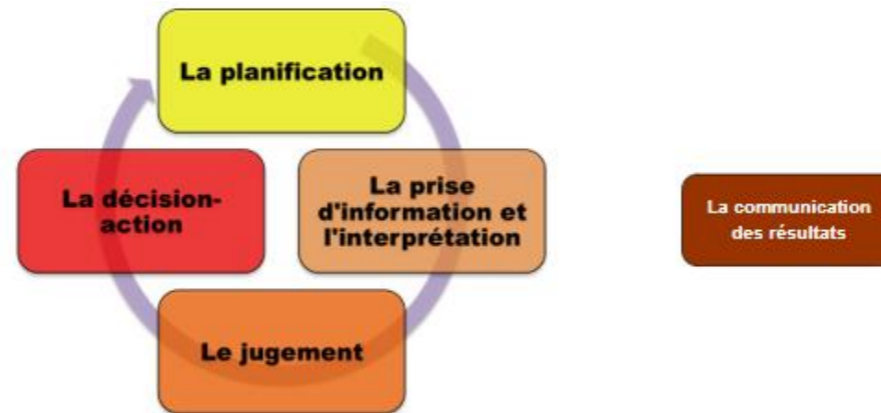 La planification
La décision-
action
La prise
d'information et
l'interprétation
Le jugement
La communication
des résultats